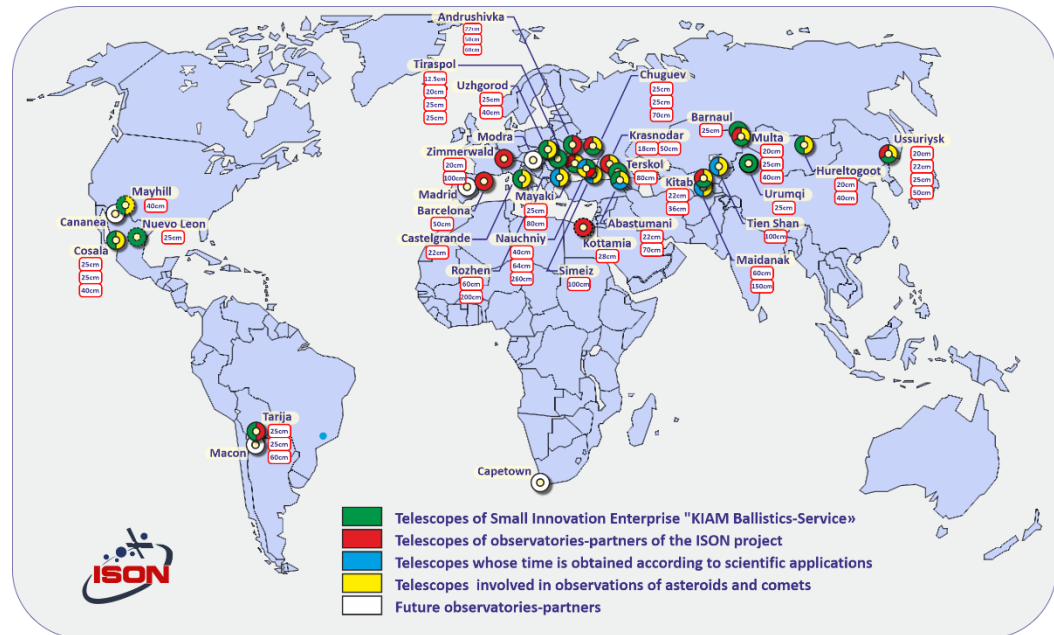 Andrushivka
77cm
50cm
60cm
Tiraspol
12.5cm
20cm
25cm
25cm
Uzhgorod
25cm
40cm
Modra
Zimmerwald
20cm
100cm
Madrid
Barcelona
50cm
Castelgrande
22cm
Mayaki
25cm
80cm
Rozhen
60cm
200cm
Nauchniy
40cm
64cm
260cm
Simeiz
100cm
Kottamia
28cm
Abastumani
22cm
70cm
Chuguev
25cm
25cm
70cm
Krasnodar
18cm
50cm
Terskol
80cm
Kitab
22cm
36cm
Barnaul
25cm
Multa
20cm
25cm
40cm
Urumqi
25cm
Tien Shan
100cm
Maidanak
60cm
150cm
Hureltogoot
20cm
40cm
Ussuriysk
20cm
22cm
25cm
50cm
Mayhill
40cm
Cananea
Nuevo Leon
25cm
Cosala
25cm
25cm
40cm
Tarija
25cm
25cm
60cm
Macon
Capetown
Telescopes of Small Innovation Enterprise "KIAM Ballistics-Service»
Telescopes of observatories-partners of the ISON project
Telescopes whose time is obtained according to scientific applications
Telescopes involved in observations of asteroids and comets
Future observatories-partners
ISON